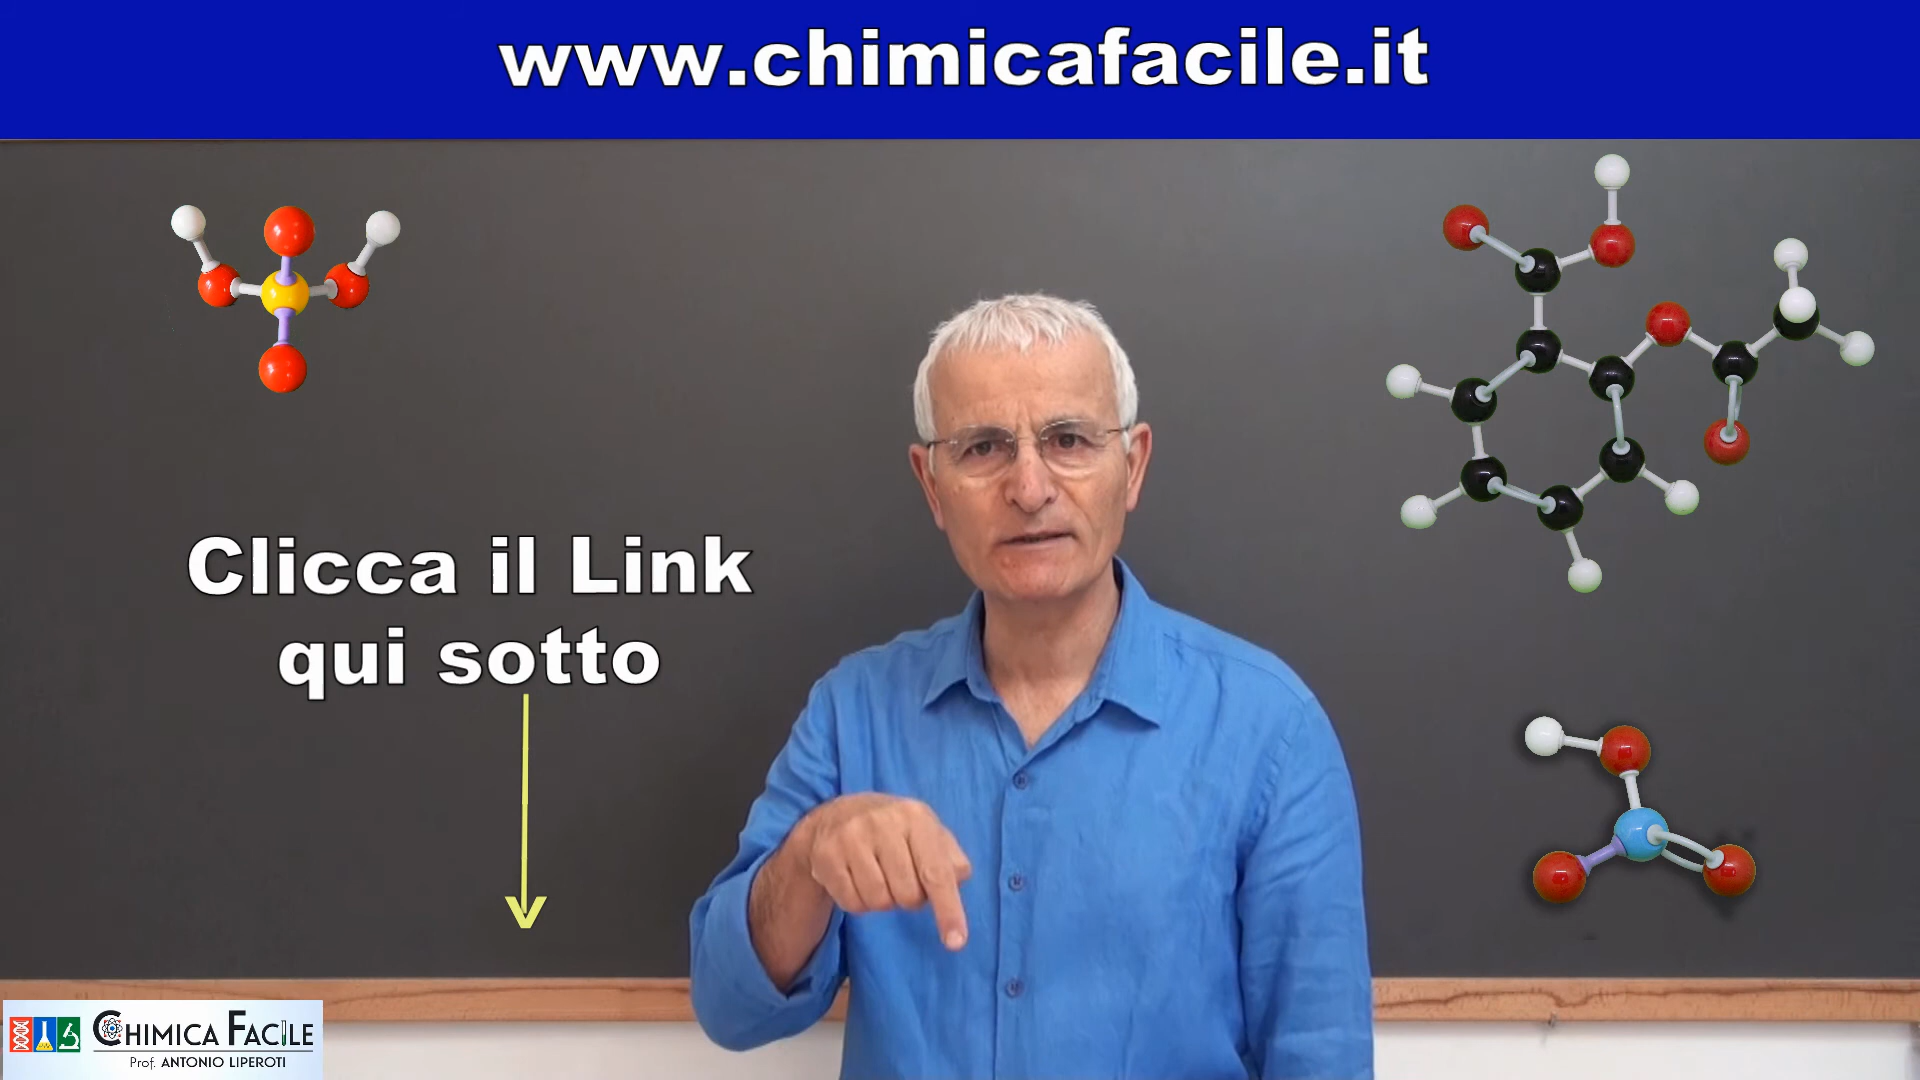 www.chimicafacile.it
Clicca il Link
qui sotto
CHIMICA FACILE
Prof. ANTONIO LIPEROTI